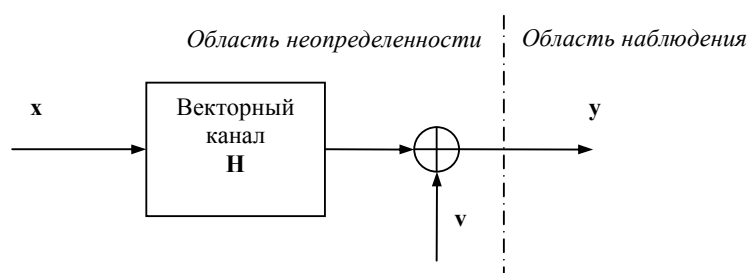 Область неопределенности
Область наблюдения
x
Векторный
канал
H
y
v